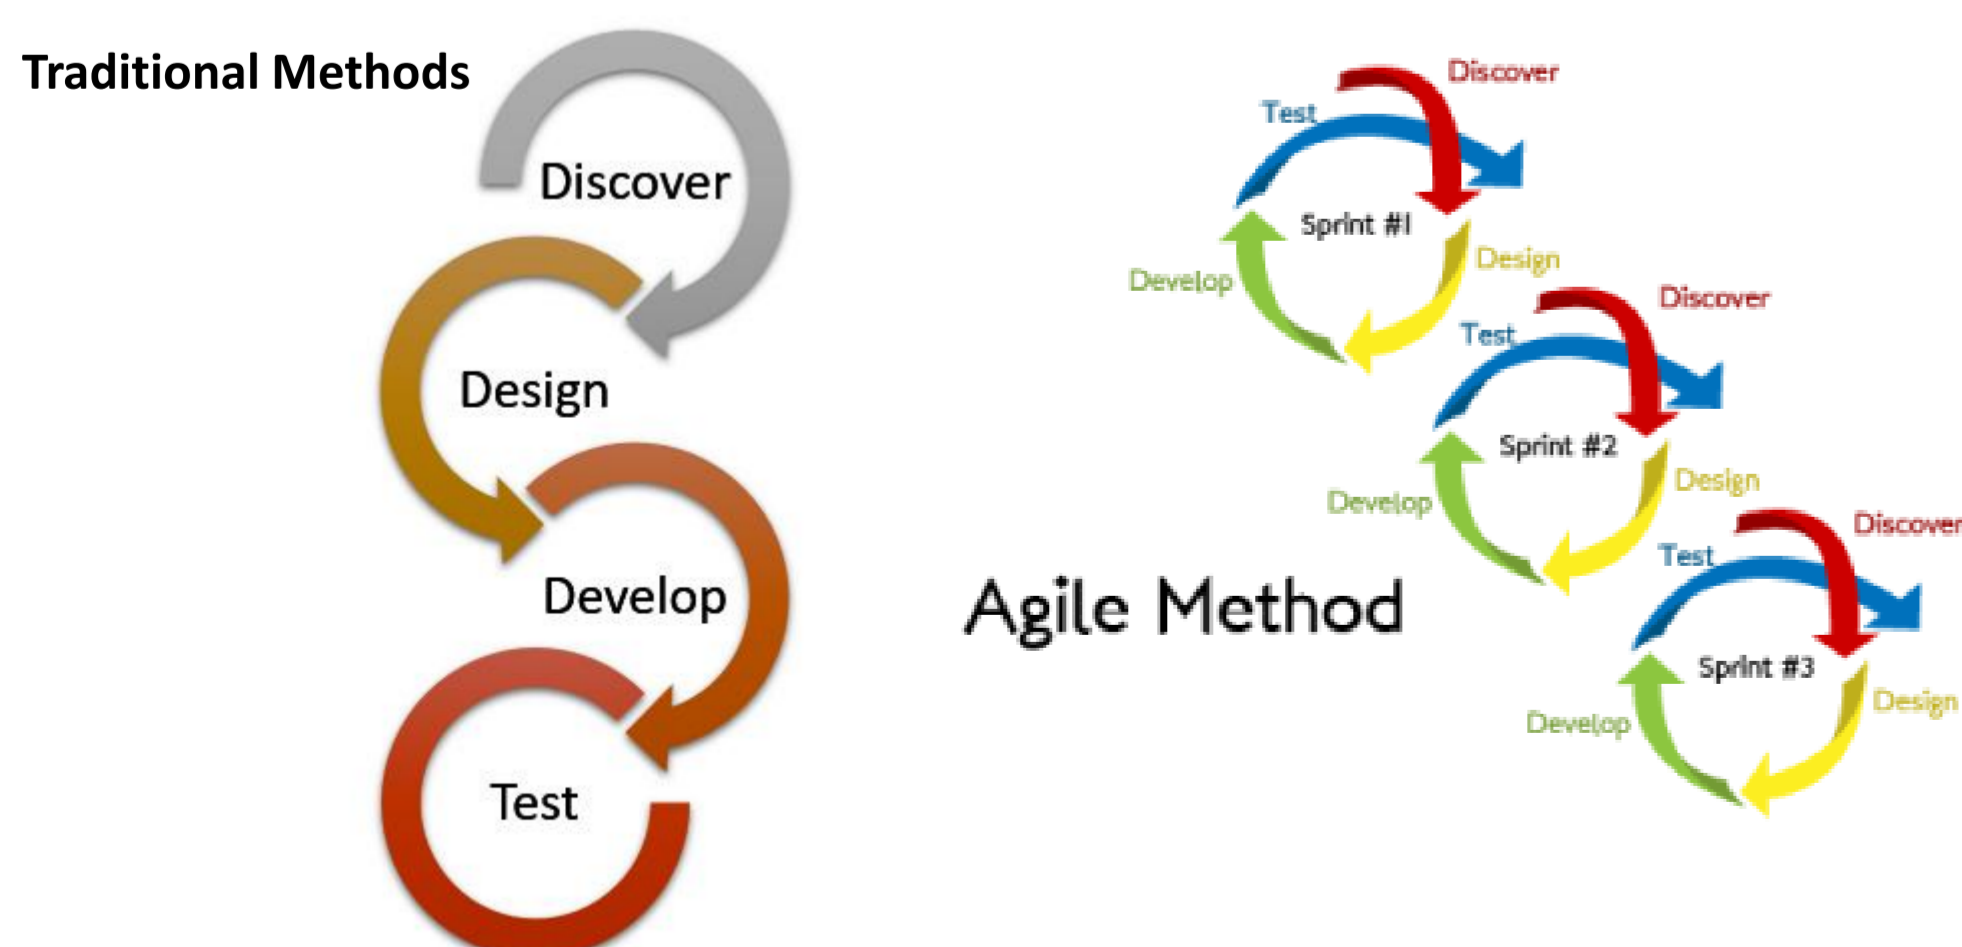 Traditional Methods
Discover
Design
Develop
Test
Discover
Test
Sprint #1
Design
Develop
Discover
Test
Sprint #2
Design
Develop
Discover
Test
Sprint #3
Design
Develop
Agile Method